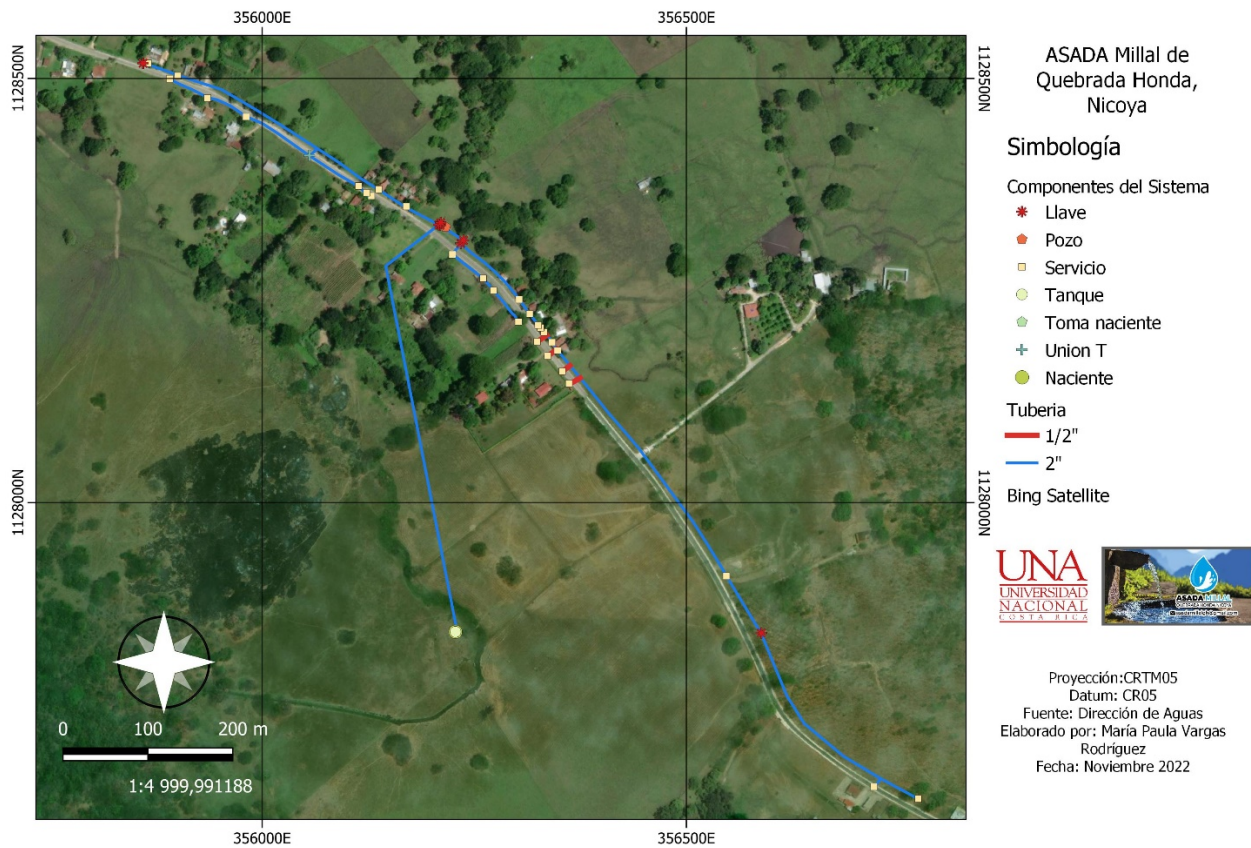 356000E
356500E
1128500N
1128500N
1128000N
1128000N
0 100 200 m
1:4 999,991188
356000E
356500E
ASADA Millal de
Quebrada Honda,
Nicoya
Simbología
Componentes del Sistema
Llave
Pozo
Servicio
Tanque
Toma naciente
Union T
Naciente
Tuberia
1/2"
2"
Bing Satellite
UNA
UNIVERSIDAD
NACIONAL
COSTA RICA
ASADA MILLAL
Proyección:CRTM05
Datum: CR05
Fuente: Dirección de Aguas
Elaborado por: María Paula Vargas
Rodríguez
Fecha: Noviembre 2022